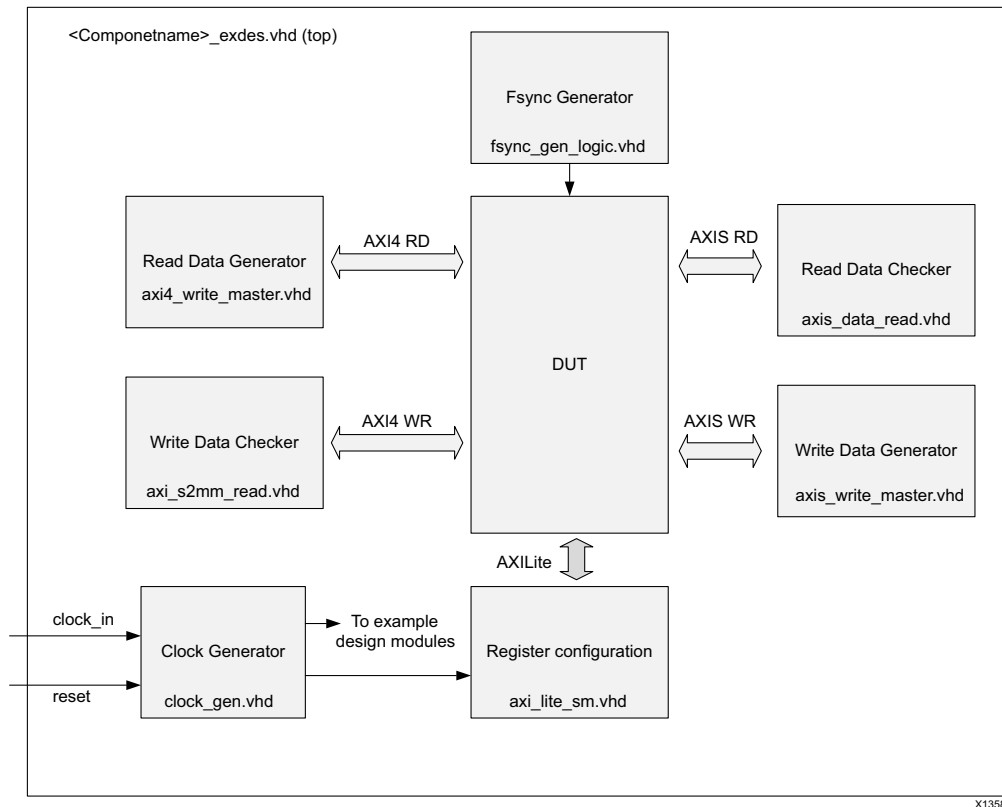 <Componetname>_exdes.vhd (top)
Fsync Generator
fsync_gen_logic.vhd
AXI4 RD
AXIS RD
Read Data Generator
axi4_write_master.vhd
Read Data Checker
axis_data_read.vhd
DUT
AXI4 WR
AXIS WR
Write Data Checker
axi_s2mm_read.vhd
Write Data Generator
axis_write_master.vhd
AXILite
clock_in
To example
design modules
Clock Generator
Register configuration
reset
clock_gen.vhd
axi_lite_sm.vhd